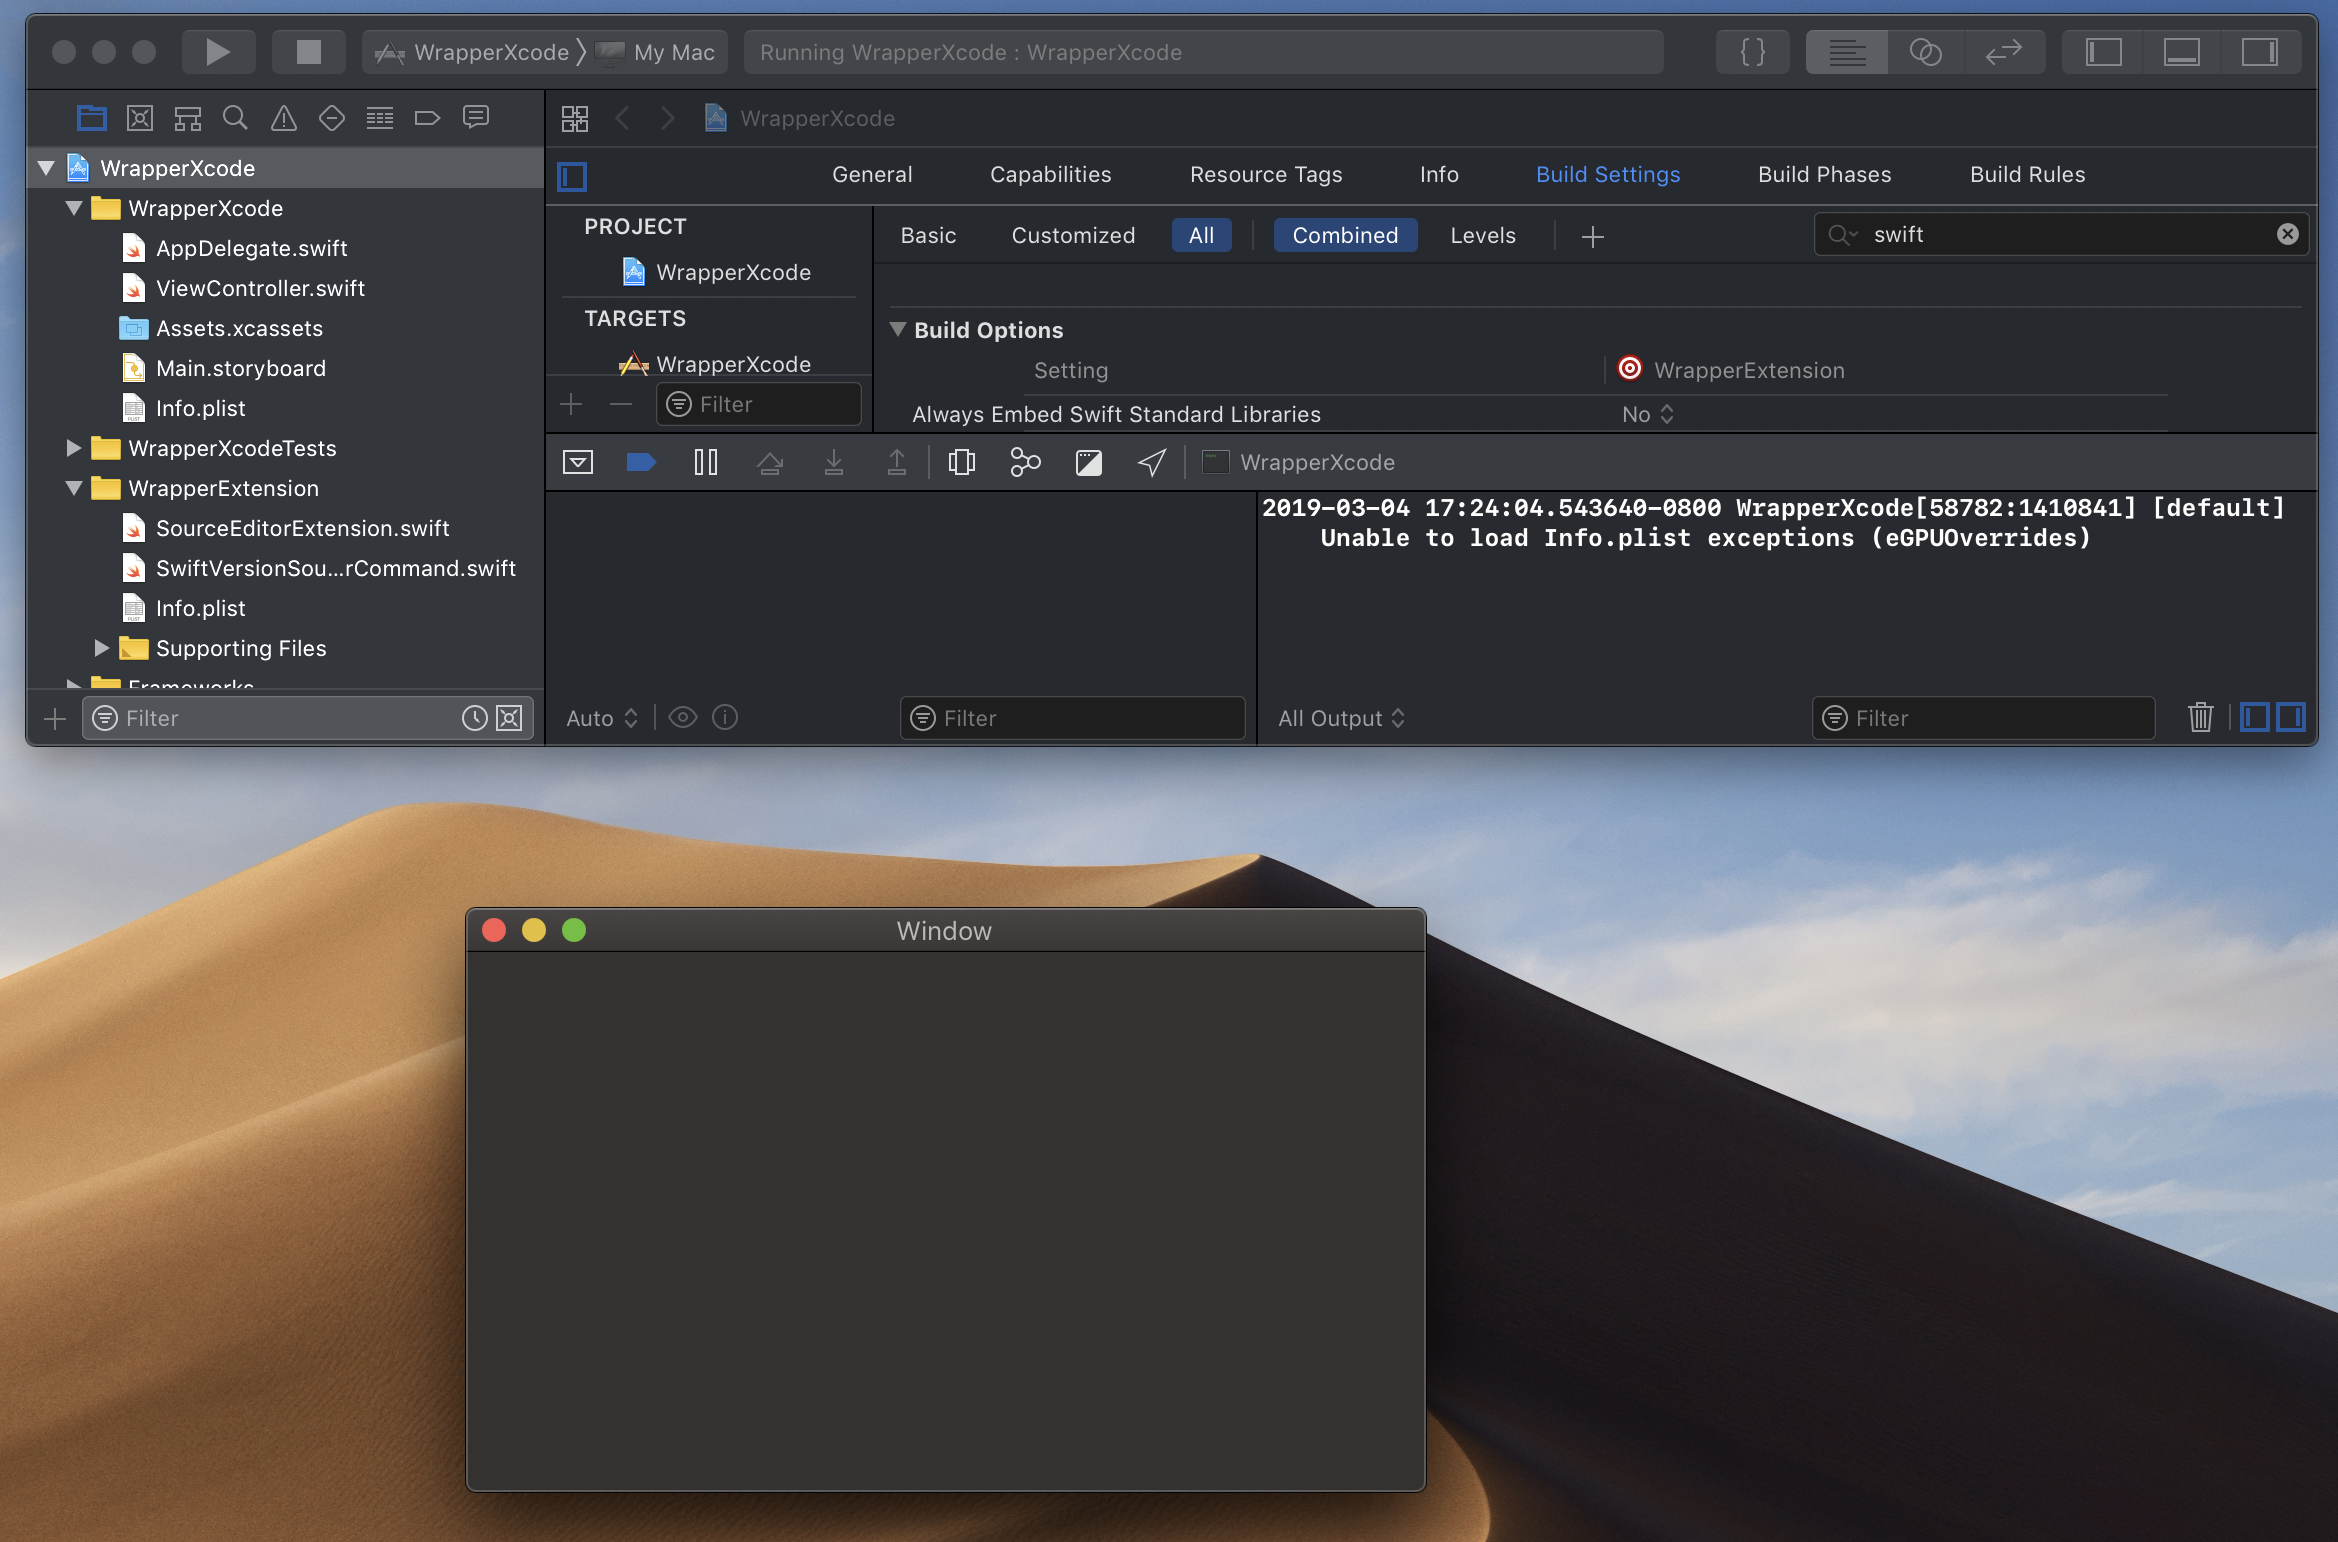 WrapperXcode
My Mac
Running WrapperXcode : WrapperXcode
{}
WrapperXcode
WrapperXcode
AppDelegate.swift
ViewController.swift
Assets.xcassets
Main.storyboard
Info.plist
WrapperXcodeTests
WrapperExtension
SourceEditorExtension.swift
SwiftVersionSou...rCommand.swift
Info.plist
Supporting Files
Frameworks
Filter
WrapperXcode
General Capabilities Resource Tags Info Build Settings Build Phases Build Rules
PROJECT
WrapperXcode
TARGETS
WrapperXcode
Filter
Basic Customized All Combined Levels
swift
Build Options
Setting WrapperExtension
Always Embed Swift Standard Libraries No
WrapperXcode
2019-03-04 17:24:04.543640-0800 WrapperXcode[58782:1410841] [default]
Unable to load Info.plist exceptions (eGPUOverrides)
Auto
Filter
All Output
Filter
Window